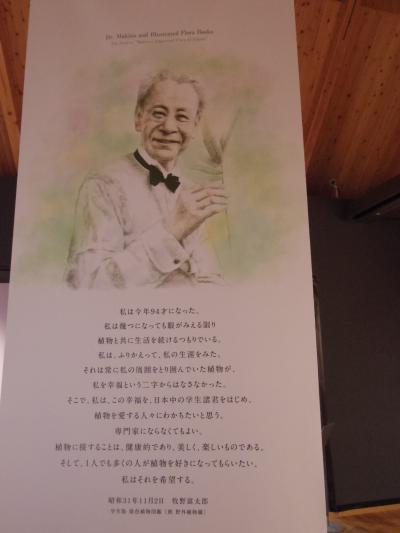 Dr. Makino and Illustrated Flora Books
私は今年94才になった。
私は幾つになっても眼がみえる限り
植物と共に生活を続けるつもりでいる。
私は、ふりかえって、私の生涯をみた。
それは常に私の周囲をとり囲んでいた植物が、
私を幸福という二字からはなさなかった。
そこで、私は、この幸福を、日本中の学生諸君をはじめ、
植物を愛する人々にわかちたいと思う。
専門家にならなくてもよい。
植物に接することは、健康的であり、美しく、楽しいものである。
そして、1人でも多くの人が植物を好きになってもらいたい。
私はそれを希望する。
昭和31年11月2日 牧野富太郎